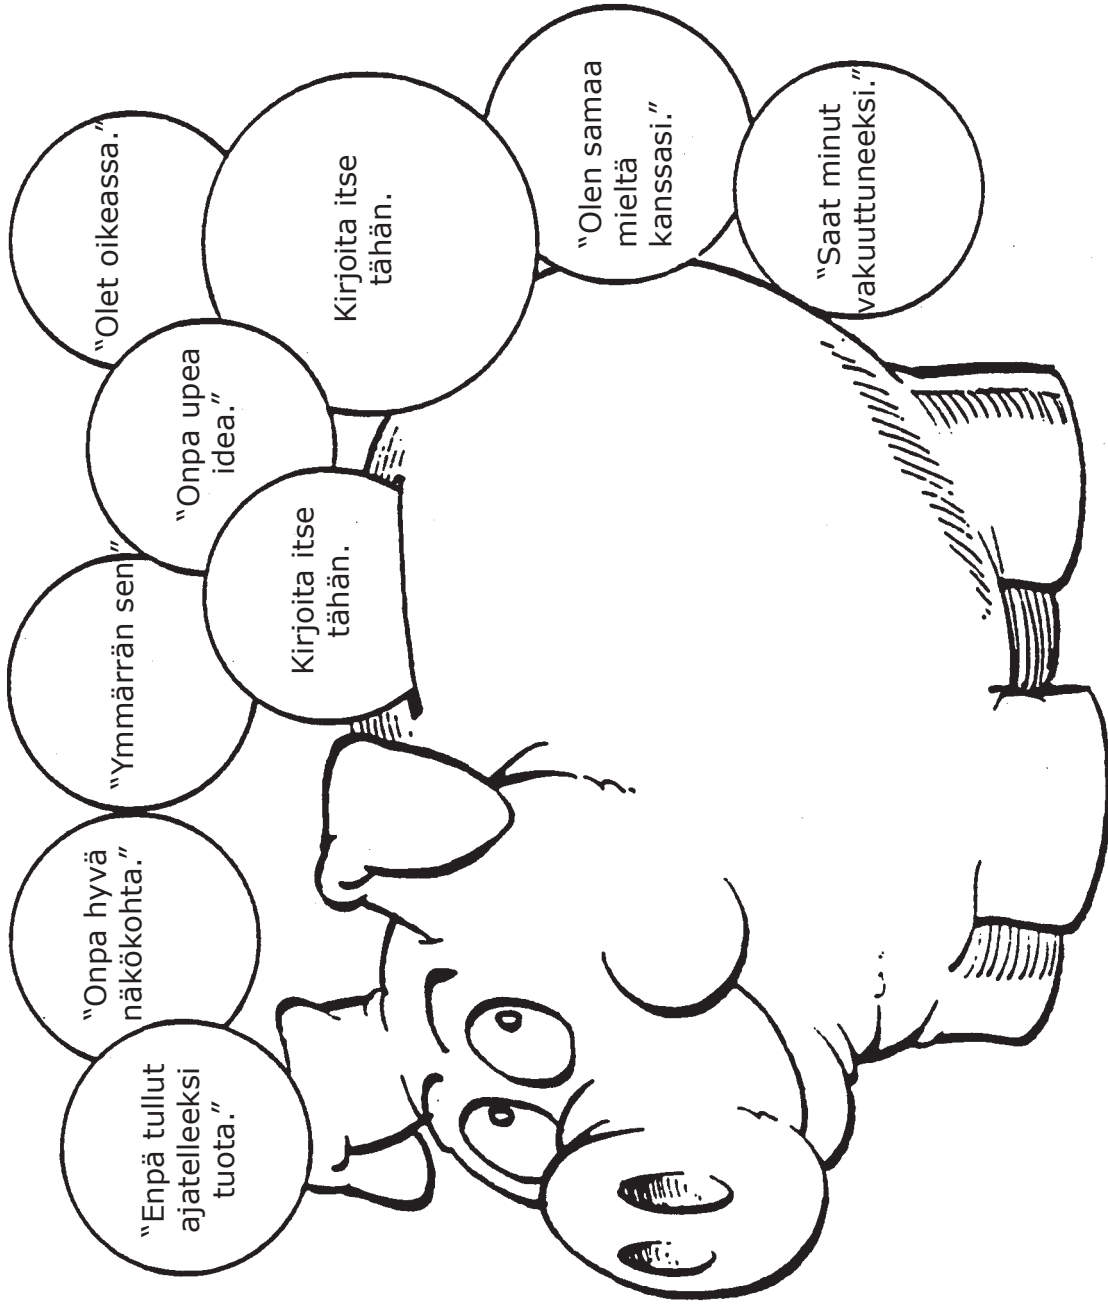 “Enpä tullut
ajatelleeksi
tuota.”
“Onpa hyvä
näkökohta.”
“Ymmärrän sen”
Kirjoita itse
tähän.
“Onpa upea
idea.”
“Olet oikeassa.”
Kirjoita itse
tähän.
“Olen samaa
mieltä
kanssasi.”
“Saat minut
vakuuttuneeksi.”